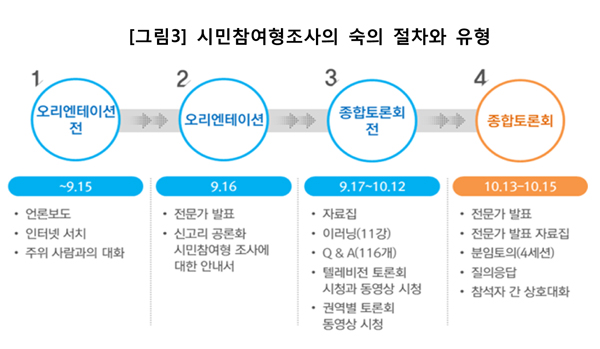 [그림3] 시민참여형조사의 숙의 절차와 유형
1
오리엔테이션
전
2
오리엔테이션
3
종합토론회
전
4
종합토론회
~9.15
• 언론보도
• 인터넷 서치
• 주위 사람과의 대화
9.16
• 전문가 발표
• 신고리 공론화
시민참여형 조사에
대한 안내서
9.17~10.12
• 자료집
• 이러닝(11강)
• Q & A(116개)
• 텔레비전 토론회
시청과 동영상 시청
• 권역별 토론회
동영상 시청
10.13-10.15
• 전문가 발표
• 전문가 발표 자료집
• 분임토의(4세션)
• 질의응답
• 참석자 간 상호대화